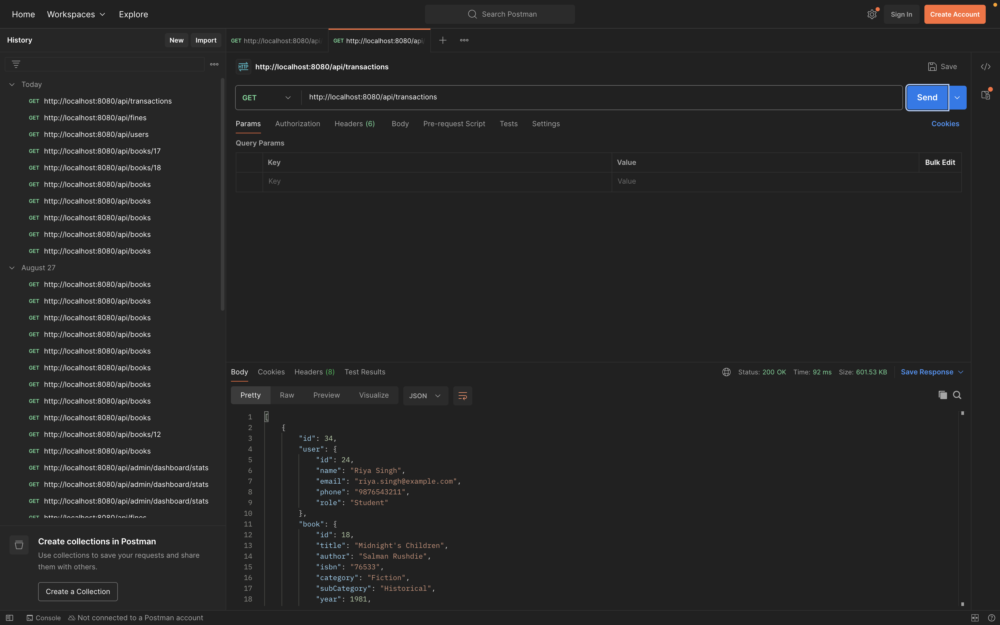 Home Workspaces Explore Search Postman Sign In Create Account
History New Import
GET http://localhost:8080/api/ GET http://localhost:8080/api/
HTTP http://localhost:8080/api/transactions Save
GET http://localhost:8080/api/transactions Send
Params Authorization Headers (6) Body Pre-request Script Tests Settings Cookies
Query Params
Key Value Bulk Edit
Key Value
Today
GET http://localhost:8080/api/transactions
GET http://localhost:8080/api/fines
GET http://localhost:8080/api/users
GET http://localhost:8080/api/books/17
GET http://localhost:8080/api/books/18
GET http://localhost:8080/api/books
GET http://localhost:8080/api/books
GET http://localhost:8080/api/books
GET http://localhost:8080/api/books
GET http://localhost:8080/api/books
August 27
GET http://localhost:8080/api/books
GET http://localhost:8080/api/books
GET http://localhost:8080/api/books
GET http://localhost:8080/api/books
GET http://localhost:8080/api/books
GET http://localhost:8080/api/books
GET http://localhost:8080/api/books
GET http://localhost:8080/api/books
GET http://localhost:8080/api/books
GET http://localhost:8080/api/books/12
GET http://localhost:8080/api/books
GET http://localhost:8080/api/admin/dashboard/stats
GET http://localhost:8080/api/admin/dashboard/stats
GET http://localhost:8080/api/admin/dashboard/stats
GET http://localhost:8080/api/fines
Create collections in Postman
Use collections to save your requests and share
them with others.
Create a Collection
Body Cookies Headers (8) Test Results Status: 200 OK Time: 92 ms Size: 601.53 KB Save Response
Pretty Raw Preview Visualize JSON
1 [
2 {
3 "id": 34,
4 "user": {
5 "id": 24,
6 "name": "Riya Singh",
7 "email": "riya.singh@example.com",
8 "phone": "9876543211",
9 "role": "Student"
10 },
11 "book": {
12 "id": 18,
13 "title": "Midnight's Children",
14 "author": "Salman Rushdie",
15 "isbn": "76533",
16 "category": "Fiction",
17 "subCategory": "Historical",
18 "year": 1981,
Console Not connected to a Postman account